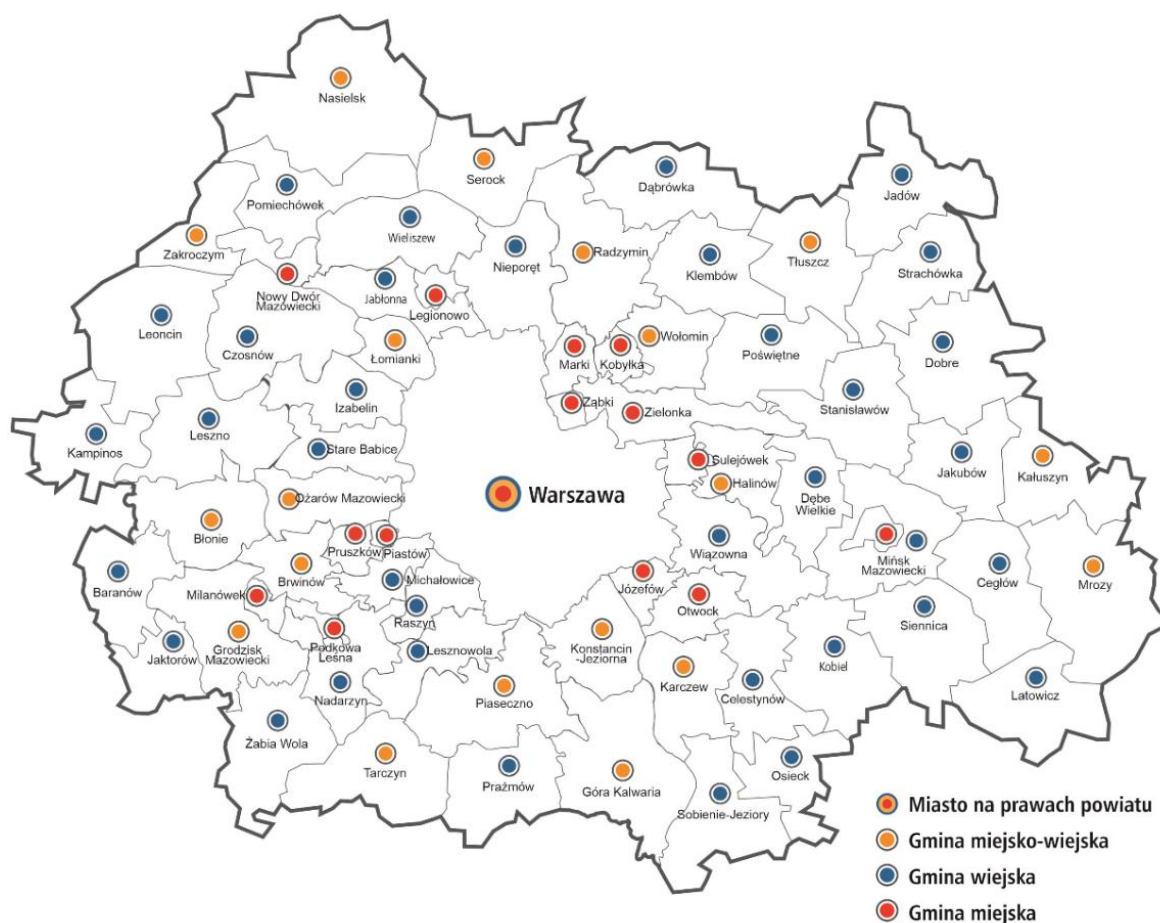 Nasielsk
Serock
Dąbrówka
Jadów
Pomiechówek
Wieliszew
Zakroczym
Nieporęt
Radzymin
Klembów
Tłuszcz
Strachówka
Nowy Dwór
Mazowiecki
Jabłonna
Legionowo
Leoncin
Czosnów
Łomianki
Marki
Kobyłka
Wołomin
Poświętne
Dobre
Izabelin
Ząbki
Zielonka
Stanisławów
Leszno
Kampinos
Stare Babice
Sulejówek
Halinów
Dębe
Wielkie
Jakubów
Kałuszyn
Ożarów Mazowiecki
Warszawa
Błonie
Pruszków
Piastów
Wiązowna
Mińsk
Mazowiecki
Cegłów
Mrozy
Baranów
Brwinów
Michałowice
Józefów
Otwock
Milanówek
Raszyn
Siennica
Jaktorów
Grodzisk
Mazowiecki
Podkowa
Leśna
Lesznowola
Konstancin
-Jeziorna
Karczew
Kobiel
Nadarzyn
Piaseczno
Celestynów
Latowicz
Żabia Wola
Tarczyn
Prażmów
Góra Kalwaria
Osieck
Sobienie-Jeziory
Miasto na prawach powiatu
Gmina miejsko-wiejska
Gmina wiejska
Gmina miejska